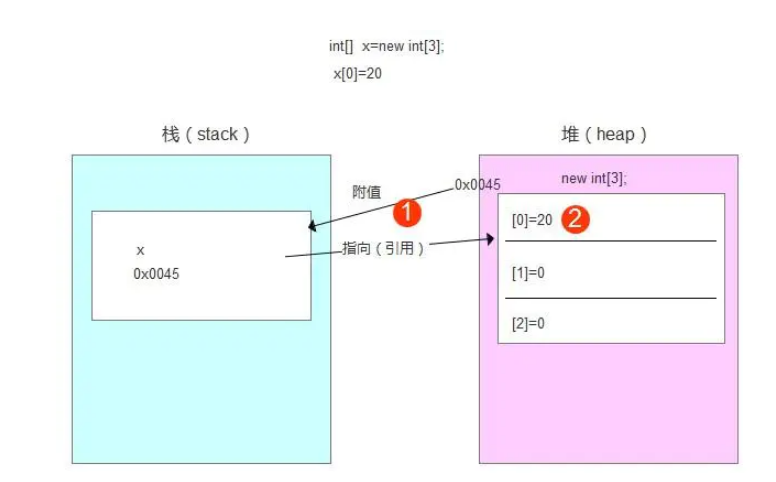 int[]  x=new int[3];
x[0]=20
栈（stack）
堆（heap）
附值
0x0045
new int[3];
1
[0]=20
2
x
指向（引用）
0x0045
[1]=0
[2]=0